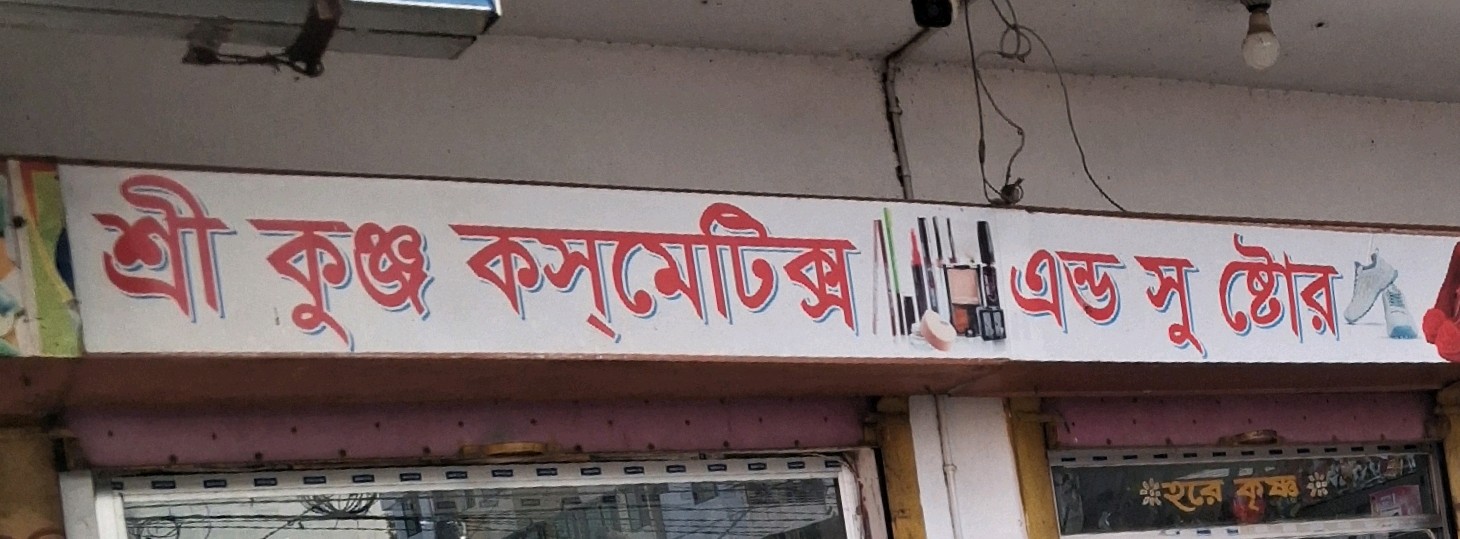 শ্রী কুঞ্জ কস্‌মেটিক্স এন্ড সু ষ্টোর
হরে কৃষ্ণ